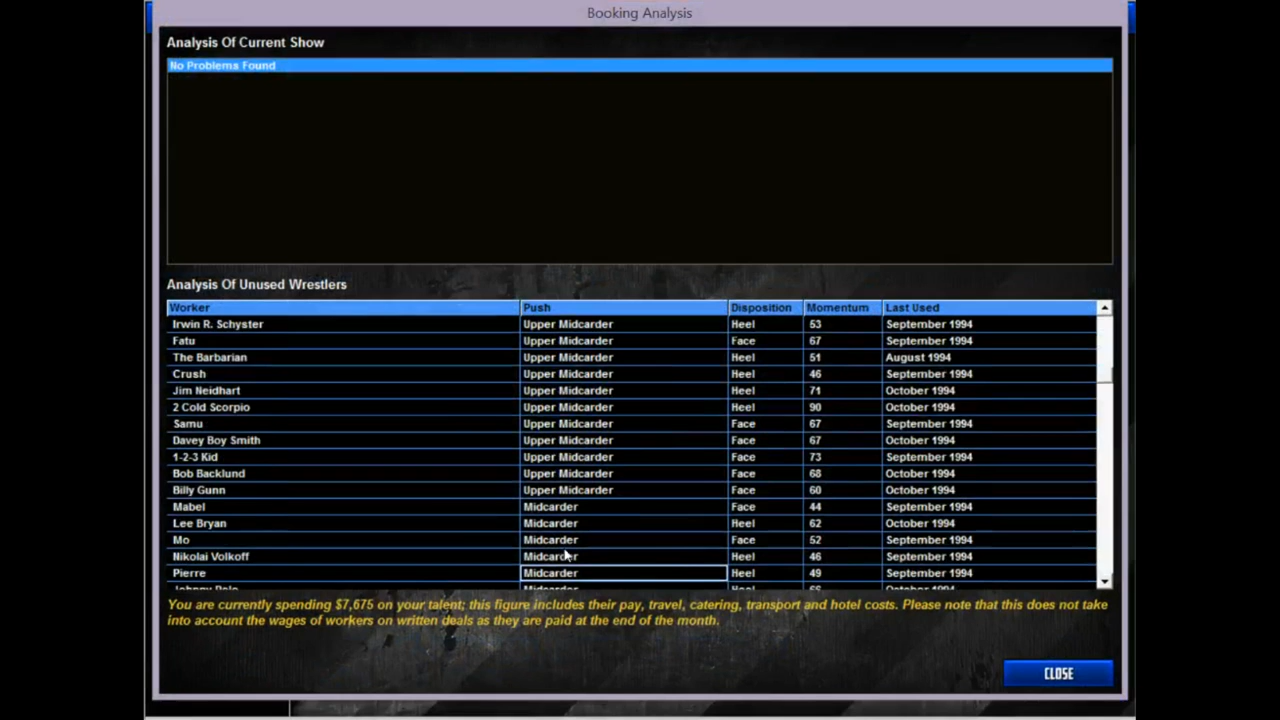 Booking Analysis
Analysis Of Current Show
No Problems Found
Analysis Of Unused Wrestlers
Worker Push Disposition Momentum Last Used
Irwin R. Schyster Upper Midcarder Heel 53 September 1994
Fatu Upper Midcarder Face 67 September 1994
The Barbarian Upper Midcarder Heel 51 August 1994
Crush Upper Midcarder Heel 46 September 1994
Jim Neidhart Upper Midcarder Heel 71 October 1994
2 Cold Scorpio Upper Midcarder Heel 90 October 1994
Samu Upper Midcarder Face 67 September 1994
Davey Boy Smith Upper Midcarder Face 67 October 1994
1-2-3 Kid Upper Midcarder Face 73 September 1994
Bob Backlund Upper Midcarder Face 68 October 1994
Billy Gunn Upper Midcarder Face 60 October 1994
Mabel Midcarder Face 44 September 1994
Lee Bryan Midcarder Heel 62 October 1994
Mo Midcarder Face 52 September 1994
Nikolai Volkoff Midcarder Heel 46 September 1994
Pierre Midcarder Heel 49 September 1994
Johnny Polo Midcarder Heel
You are currently spending $7,675 on your talent; this figure includes their pay, travel, catering, transport and hotel costs. Please note that this does not take
into account the wages of workers on written deals as they are paid at the end of the month.
CLOSE